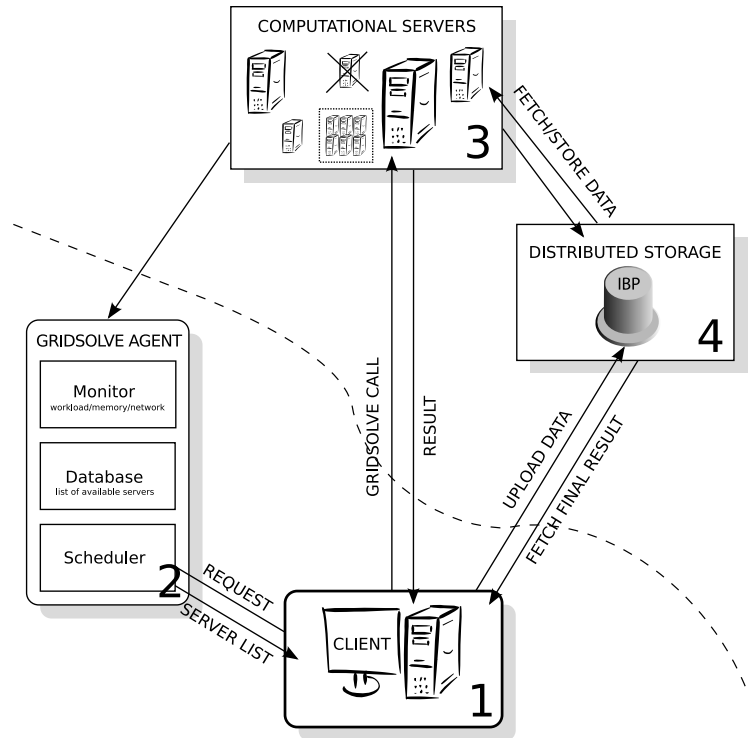 COMPUTATIONAL SERVERS
3
FETCH/STORE DATA
DISTRIBUTED STORAGE
IBP
4
GRIDSOLVE AGENT
Monitor
workload/memory/network
Database
list of available servers
Scheduler
2
REQUEST
SERVER LIST
GRIDSOLVE CALL
RESULT
UPLOAD DATA
FETCH FINAL RESULT
CLIENT
1